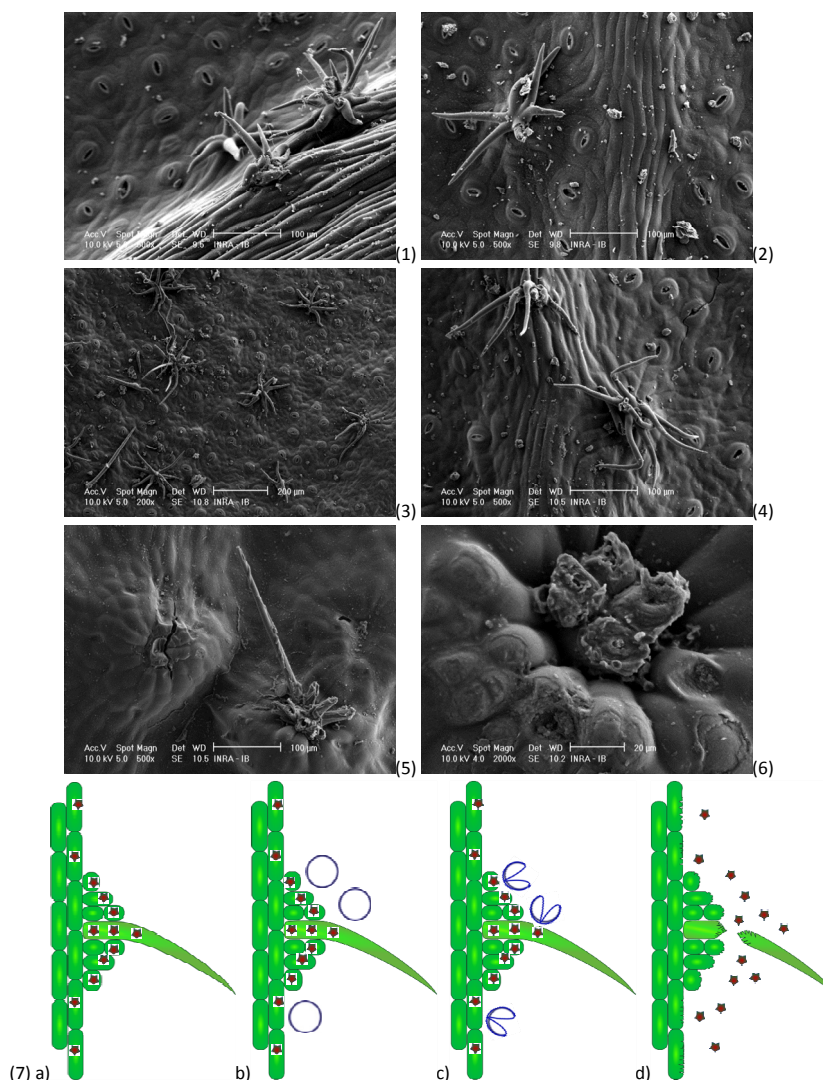 Acc.V Spot Magn Det WD 100 µm
10.0 kV 5.0 500x SE 9.5 INRA - IB
(1)
Acc.V Spot Magn Det WD 100 µm
10.0 kV 5.0 500x SE 9.8 INRA - IB
(2)
Acc.V Spot Magn Det WD 200 µm
10.0 kV 5.0 200x SE 10.8 INRA - IB
(3)
Acc.V Spot Magn Det WD 100 µm
10.0 kV 5.0 500x SE 10.5 INRA - IB
(4)
Acc.V Spot Magn Det WD 100 µm
10.0 kV 5.0 500x SE 10.5 INRA - IB
(5)
Acc.V Spot Magn Det WD 20 µm
10.0 kV 4.0 2000x SE 10.2 INRA - IB
(6)
(7) a) b) c) d)